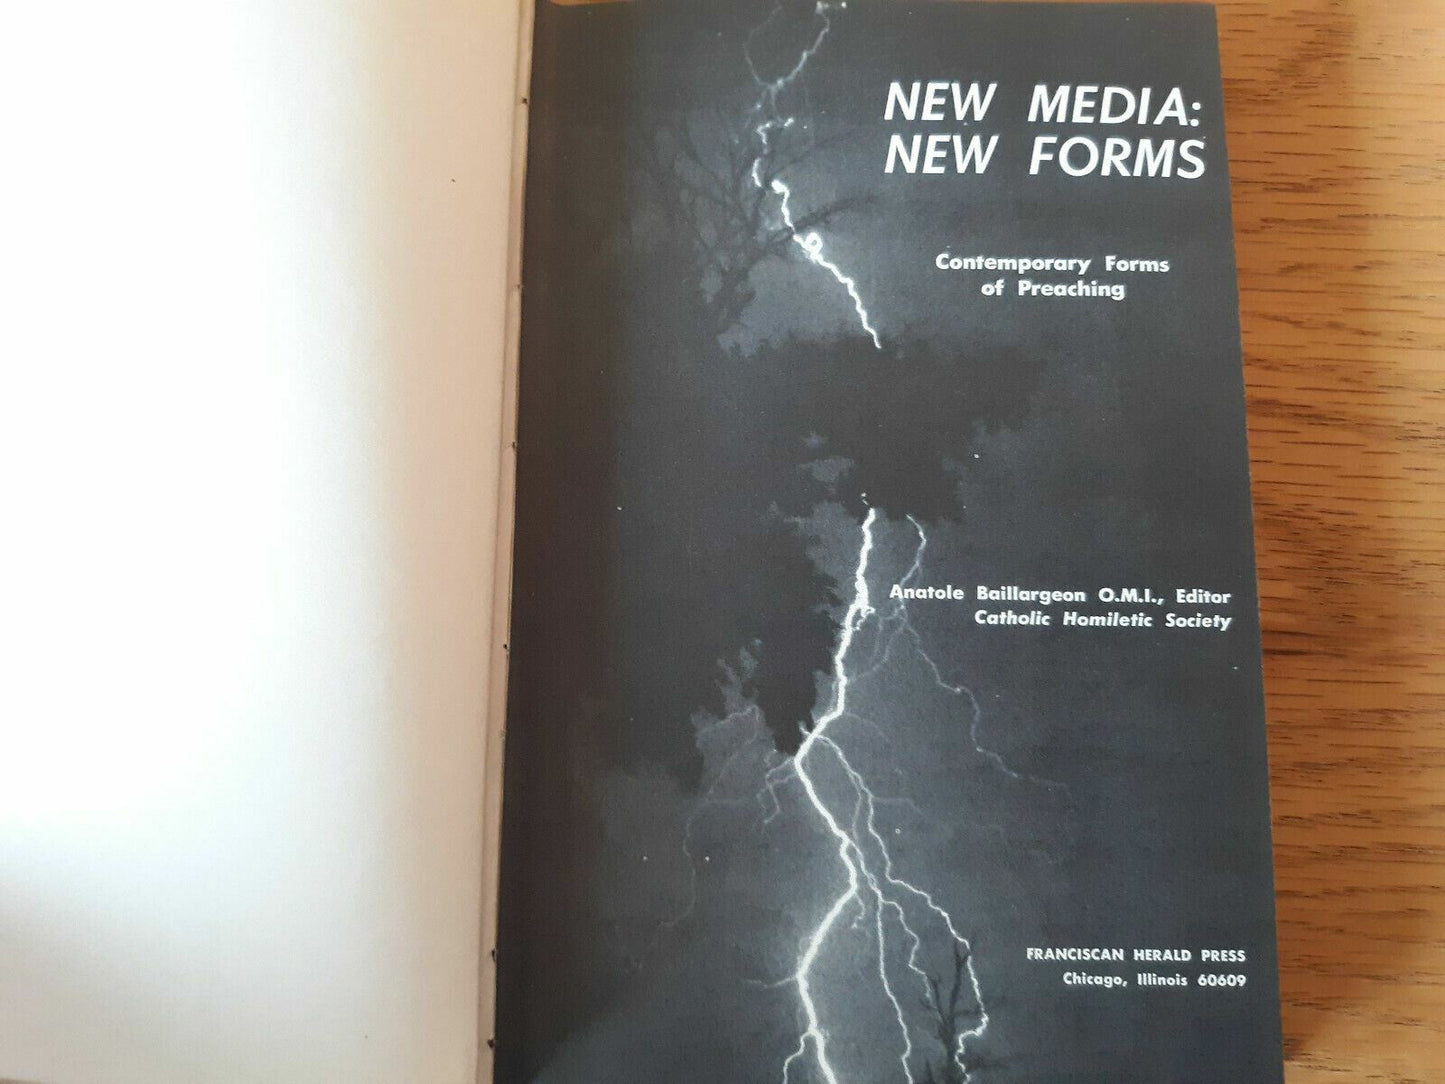 NEW MEDIA:
NEW FORMS
Contemporary Forms
of Preaching
Anatole Baillargeon O.M.I., Editor
Catholic Homiletic Society
FRANCISCAN HERALD PRESS
Chicago, Illinois 60609